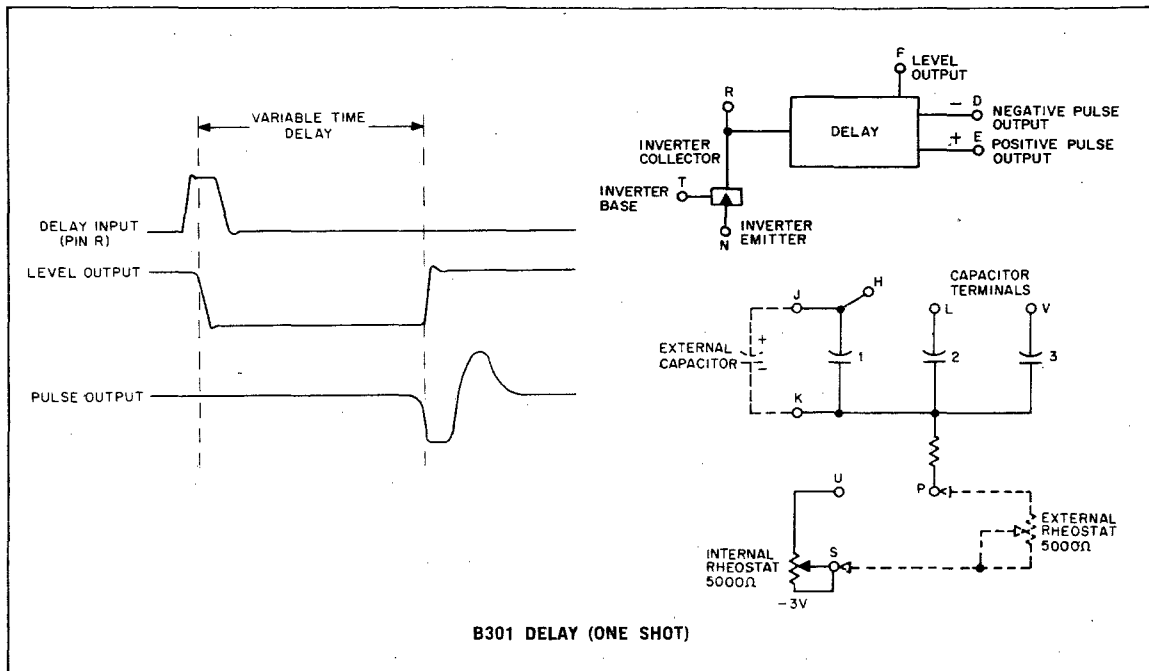 VARIABLE TIME
DELAY
DELAY INPUT
(PIN R)
LEVEL OUTPUT
PULSE OUTPUT
F
LEVEL
OUTPUT
R
DELAY
− D
NEGATIVE PULSE
OUTPUT
+ E
POSITIVE PULSE
OUTPUT
INVERTER
COLLECTOR
INVERTER
BASE
T
N
INVERTER
EMITTER
CAPACITOR
TERMINALS
J
H
L
V
EXTERNAL
CAPACITOR
+
−
1
2
3
K
U
P
EXTERNAL
RHEOSTAT
5000Ω
INTERNAL
RHEOSTAT
5000Ω
S
−3V
B301 DELAY (ONE SHOT)